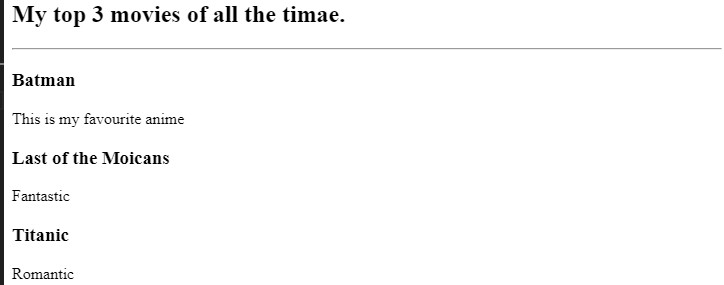 My top 3 movies of all the timae.
Batman
This is my favourite anime
Last of the Moicans
Fantastic
Titanic
Romantic